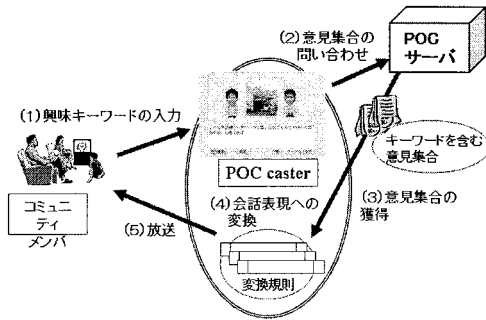 (2)意見集合の
問い合わせ
POC
サーバ
(1)興味キーワードの入力
キーワードを含む
意見集合
POC caster
(3)意見集合の
獲得
(4)会話表現への
変換
コミュニ
ティ
メンバ
(5)放送
変換規則